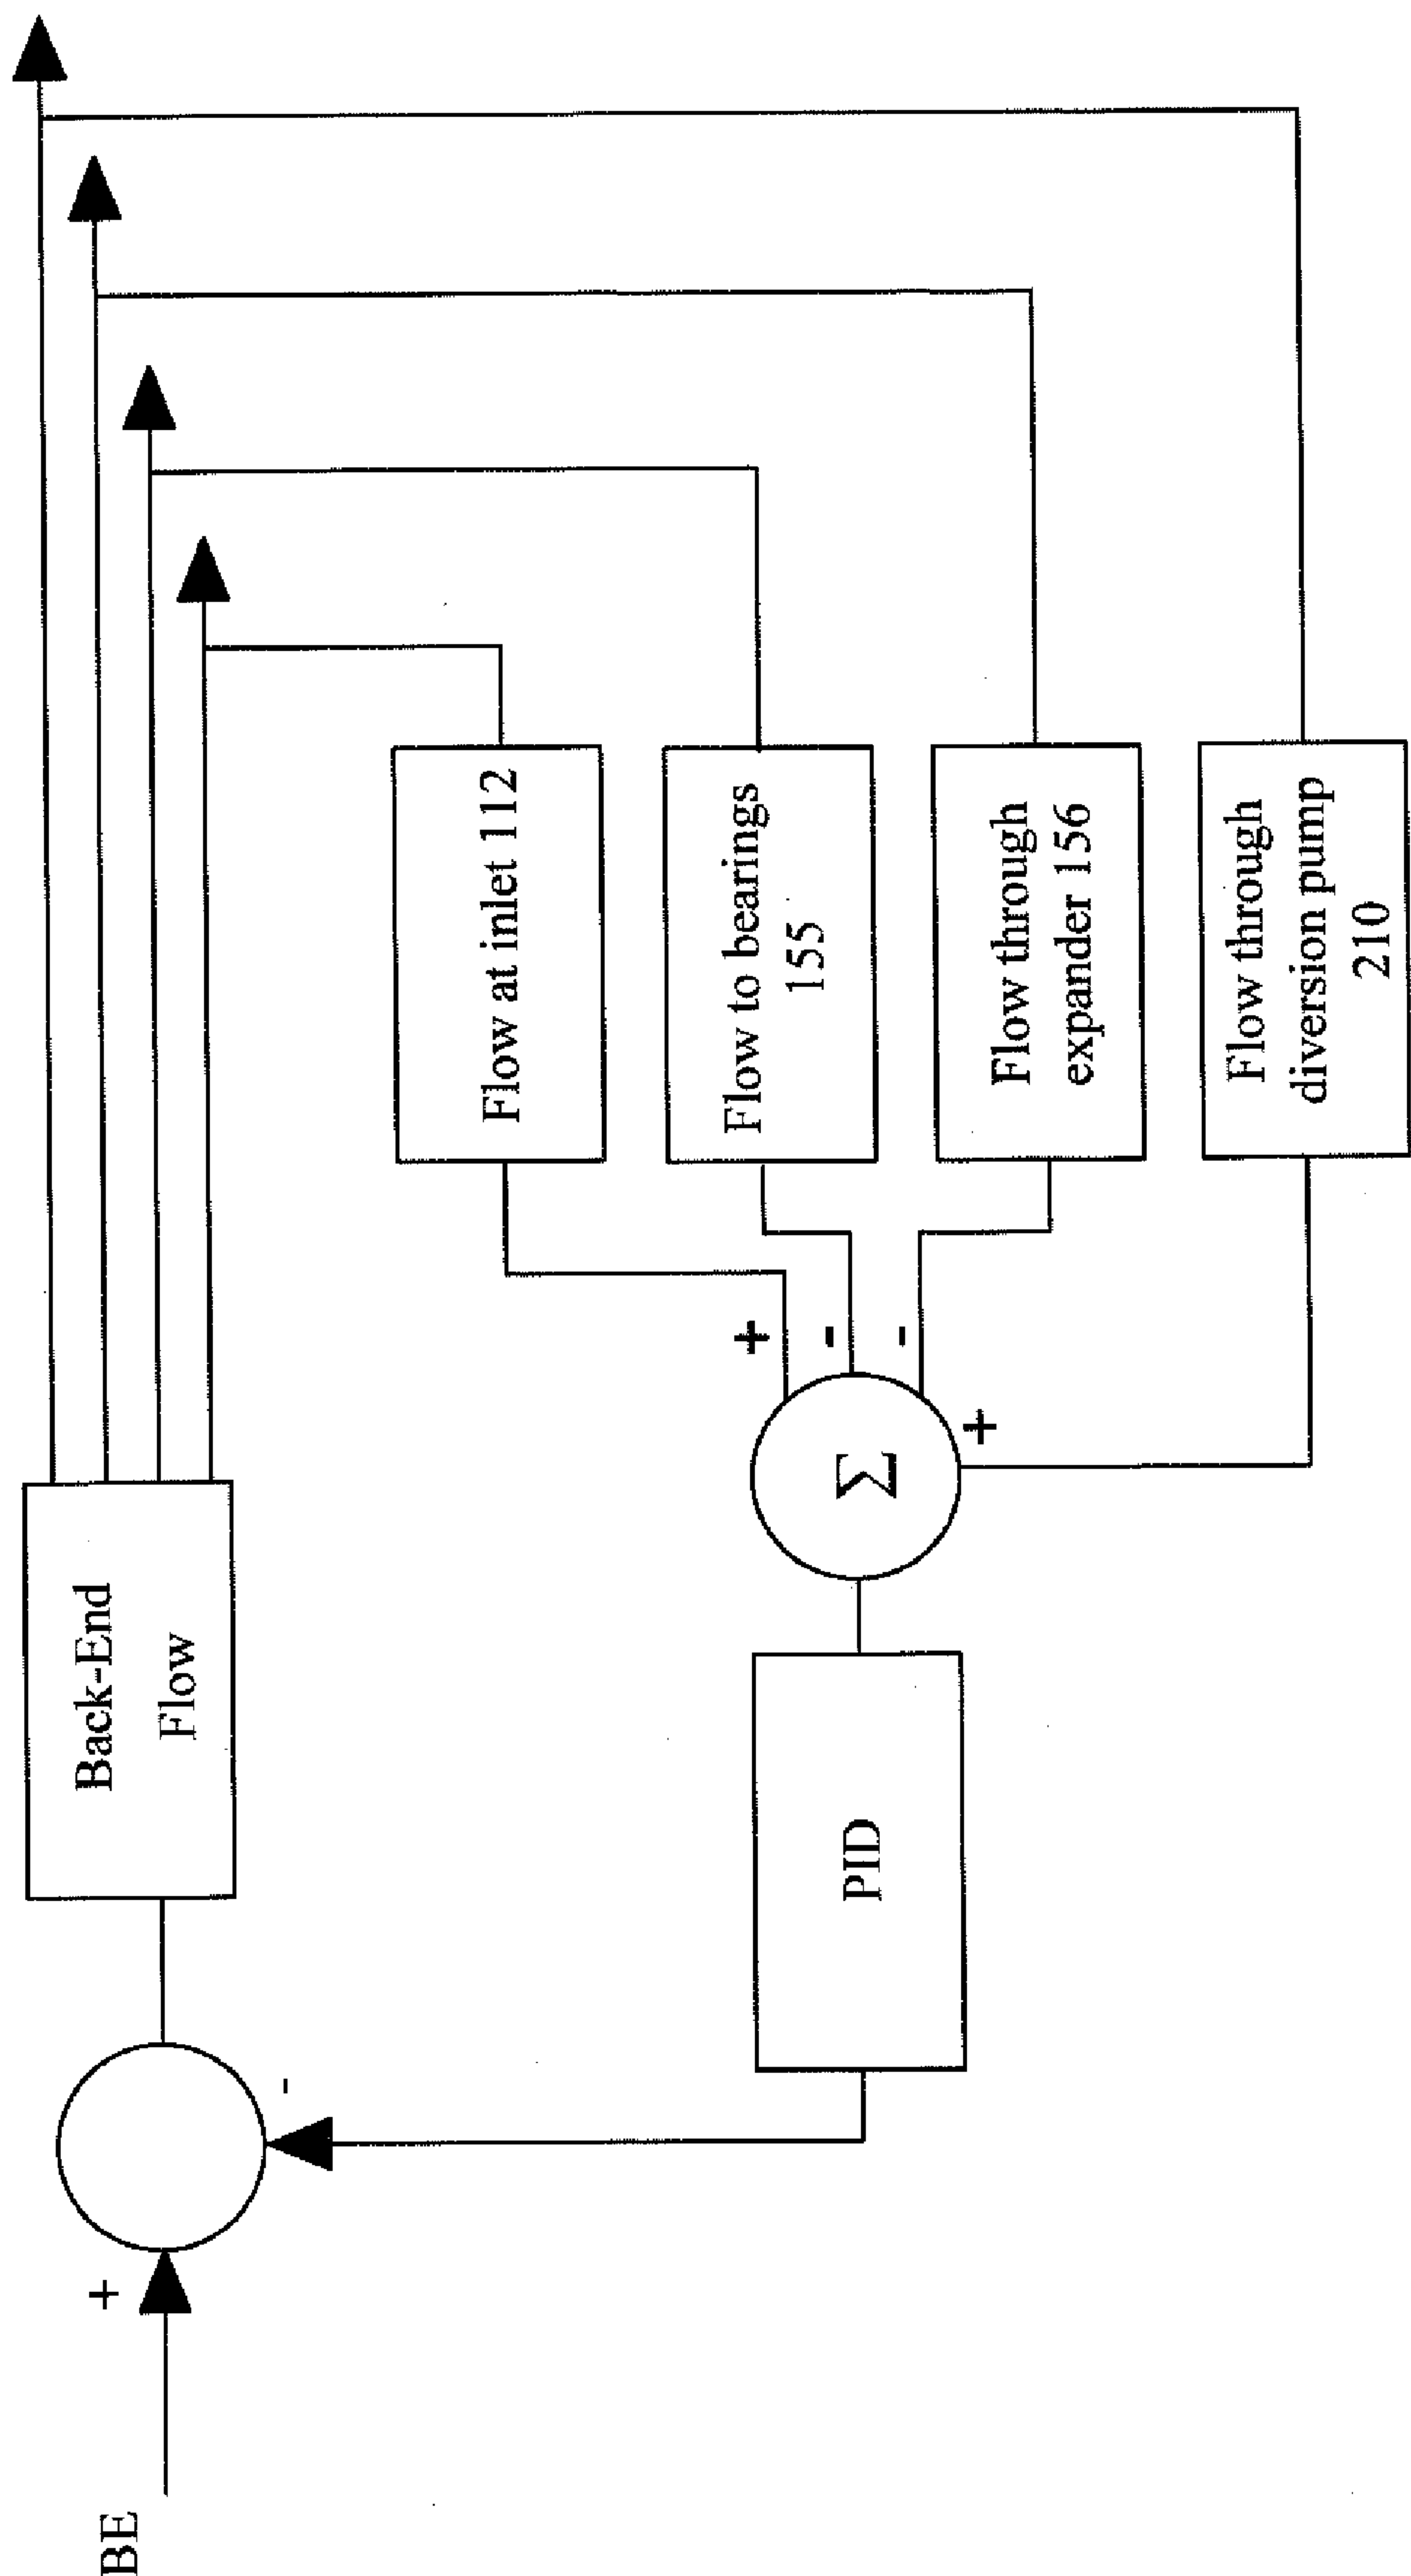 BE
+
-
Back-End
Flow
Flow at inlet 112
Flow to bearings
155
Flow through
expander 156
Flow through
diversion pump
210
+
-
-
+
Σ
PID